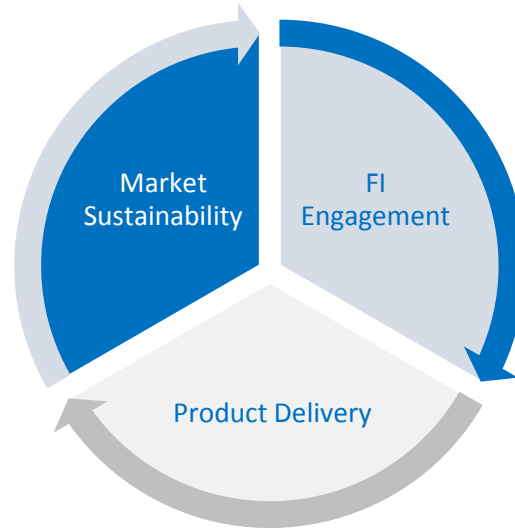 Market
Sustainability
FI
Engagement
Product Delivery